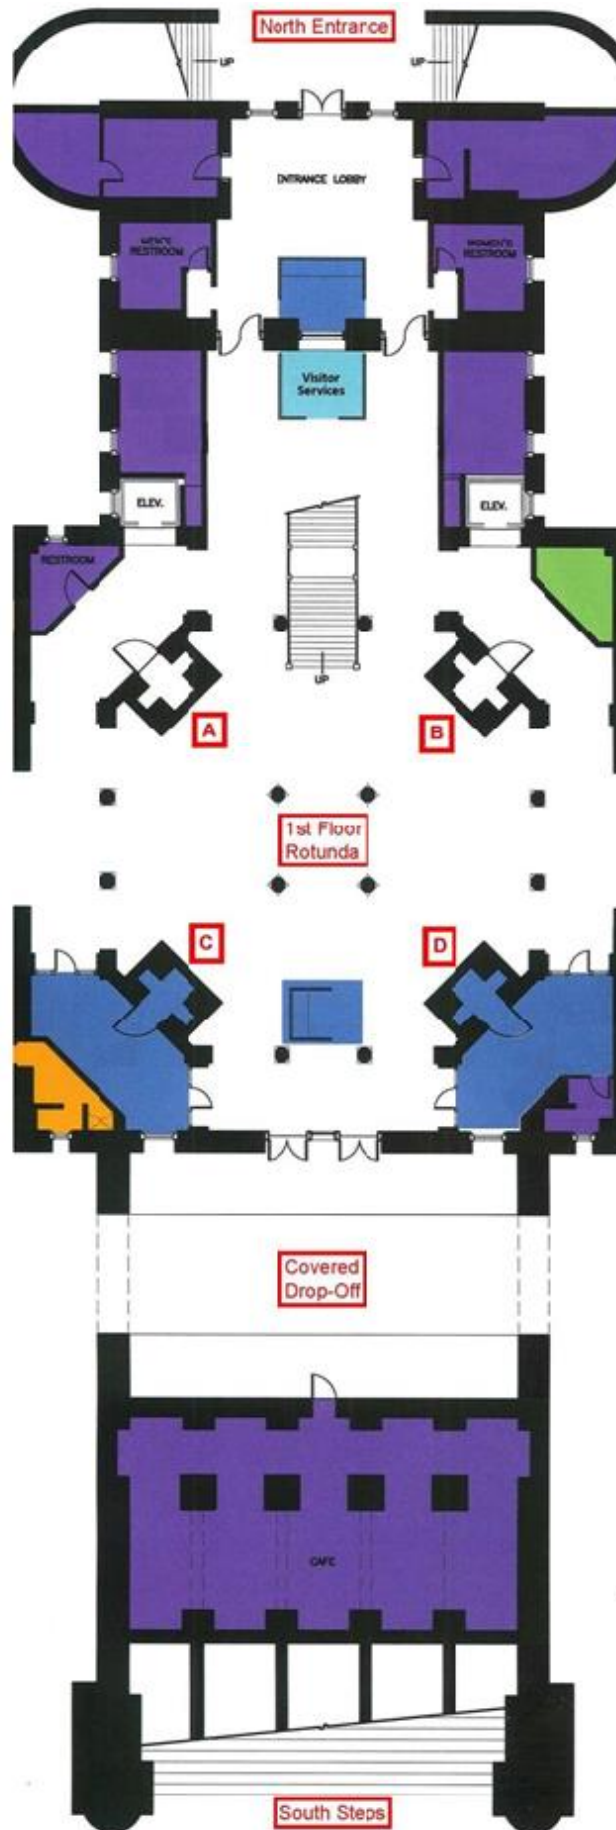 North Entrance
UP
UP
ENTRANCE LOBBY
MEN'S
RESTROOM
WOMEN'S
RESTROOM
Visitor
Services
ELEV.
ELEV.
RESTROOM
UP
A
B
1st Floor
Rotunda
C
D
Covered
Drop-Off
CAFE
South Steps